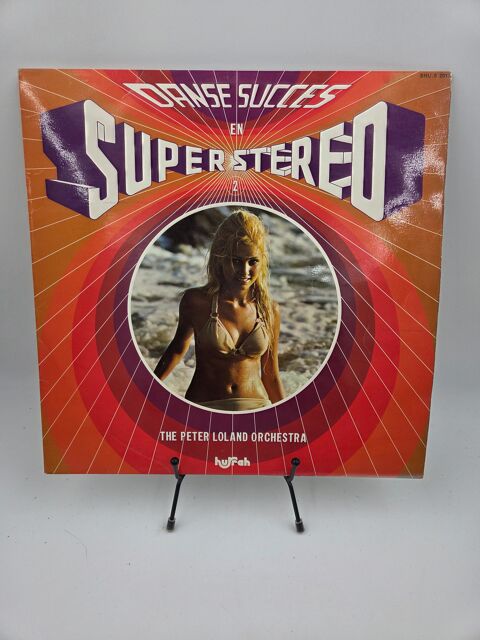 DANSE SUCCES
EN
SUPER STEREO
2
THE PETER LOLAND ORCHESTRA
hurrah